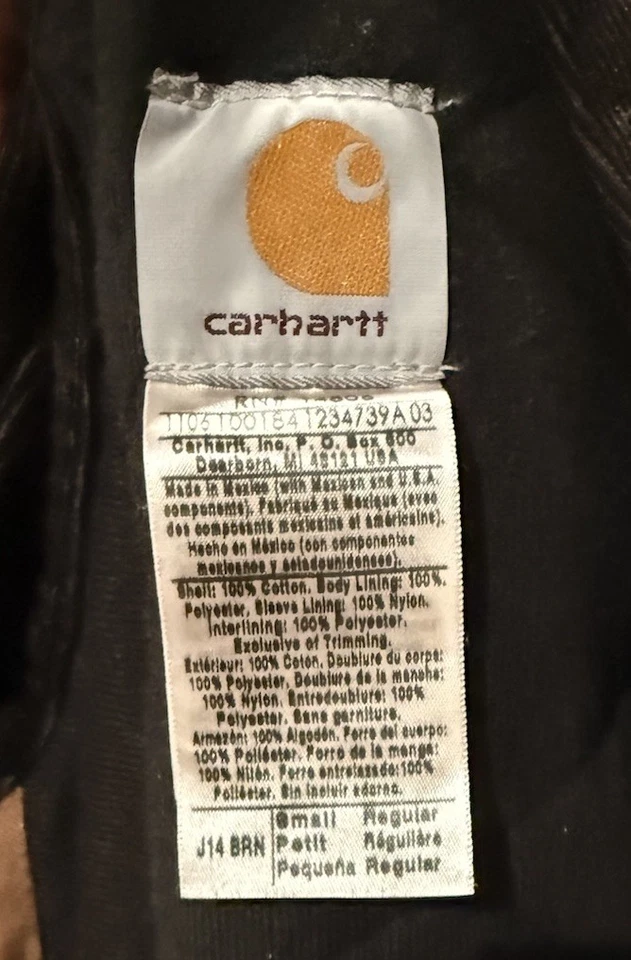 carhartt
RN# 14806
1106100184 1234739A 03
Carhartt, Inc, P. O. Box 600
Dearborn, MI 48121 USA
Made in Mexico (with Mexican and U.S.A.
components). Fabriqué au Mexique (avec
des composants mexicains et américains).
Hecho en México (con componentes
mexicanos y estadounidenses).
Shell: 100% Cotton, Body Lining: 100%
Polyester, Sleeve Lining: 100% Nylon,
Interlining: 100% Polyester.
Exclusive of Trimming.
Extérieur: 100% Coton, Doublure du corps:
100% Polyester, Doublure de la manche:
100% Nylon, Entredoublure: 100%
Polyester. Sans garniture.
Armazón: 100% Algodón, Forro del cuerpo:
100% Poliéster, Forro de la manga:
100% Nilón, Forro entrelazado: 100%
Poliéster. Sin incluir adorno.
J14 BRN
Small Regular
Petit Régulière
Pequeña Regular